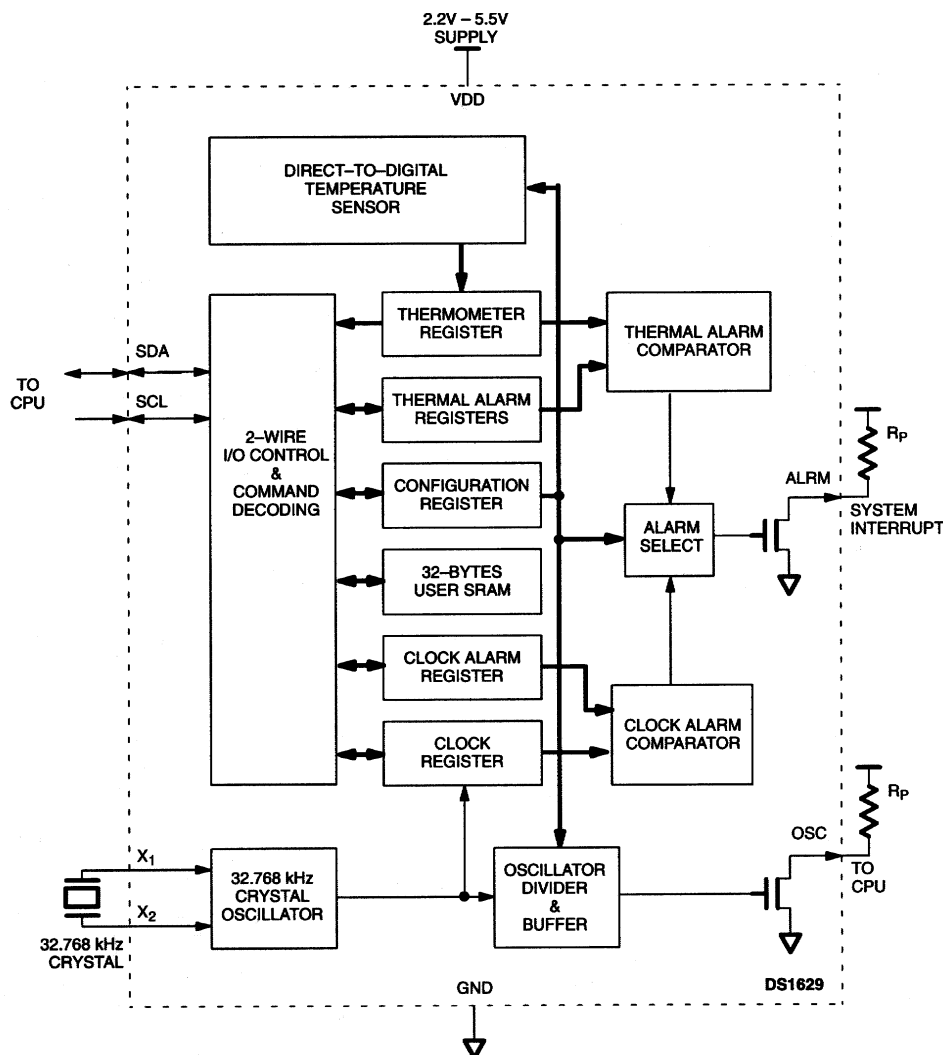 2.2V – 5.5V
SUPPLY
VDD
DIRECT–TO–DIGITAL
TEMPERATURE
SENSOR
THERMOMETER
REGISTER
THERMAL ALARM
COMPARATOR
SDA
TO
CPU
SCL
THERMAL ALARM
REGISTERS
2–WIRE
I/O CONTROL
&
COMMAND
DECODING
RP
CONFIGURATION
REGISTER
ALRM
SYSTEM
INTERRUPT
ALARM
SELECT
32–BYTES
USER SRAM
CLOCK ALARM
REGISTER
CLOCK
REGISTER
CLOCK ALARM
COMPARATOR
RP
OSC
TO
CPU
X1
X2
32.768 kHz
CRYSTAL
32.768 kHz
CRYSTAL
OSCILLATOR
OSCILLATOR
DIVIDER
&
BUFFER
GND
DS1629